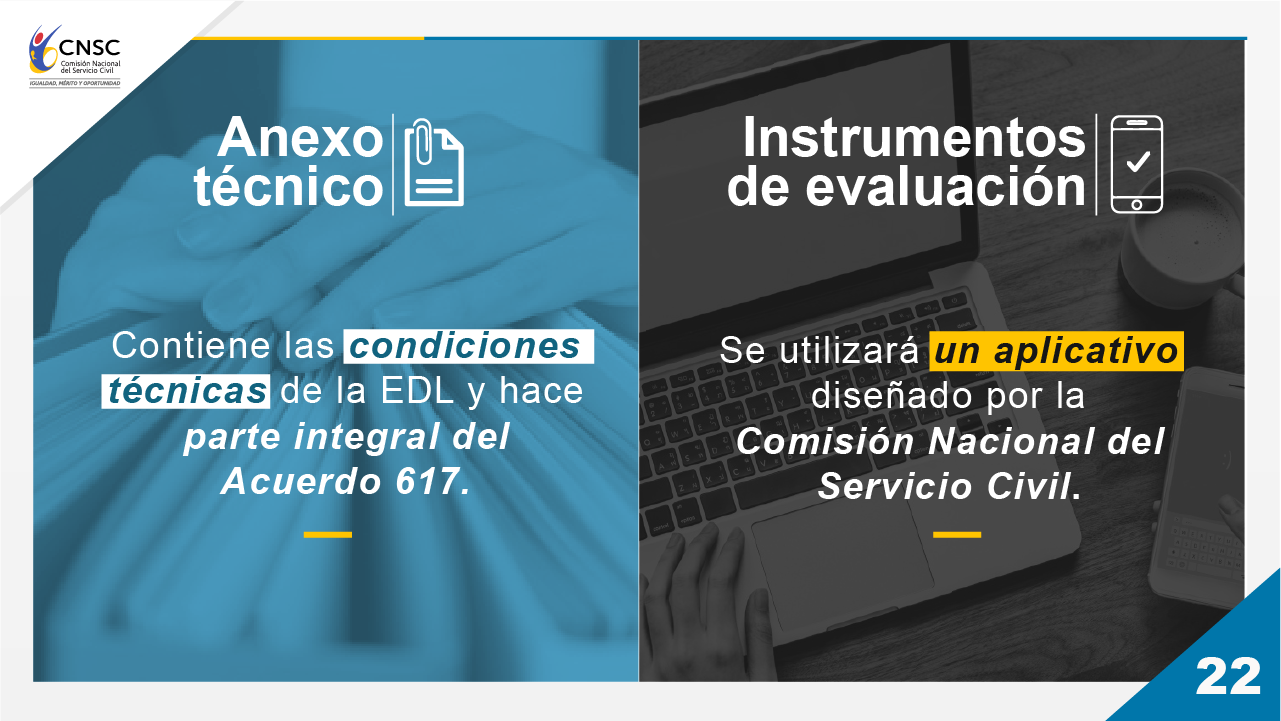 CNSC
Comisión Nacional
del Servicio Civil
IGUALDAD, MÉRITO Y OPORTUNIDAD
Anexo
técnico
Contiene las condiciones
técnicas de la EDL y hace
parte integral del
Acuerdo 617.
Instrumentos
de evaluación
Se utilizará un aplicativo
diseñado por la
Comisión Nacional del
Servicio Civil.
22